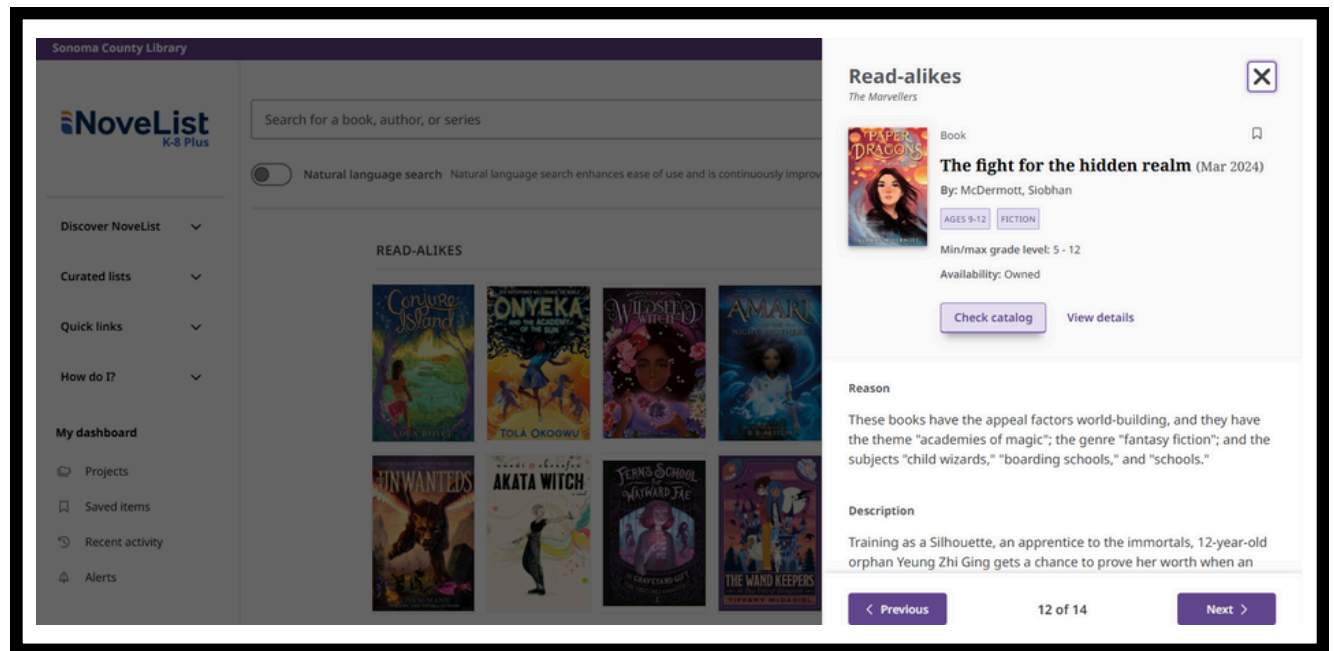 Sonoma County Library
NoveList
K-8 Plus
Discover NoveList
Curated lists
Quick links
How do I?
My dashboard
Projects
Saved items
Recent activity
Alerts
Search for a book, author, or series
Natural language search Natural language search enhances ease of use and is continuously improv
READ-ALIKES
Conjure
Island
ONYEKA
AND THE ACADEMY
OF THE SUN
TOLÁ OKOGWU
WILDSEED
WITCH
AMARI
UNWANTEDS
AKATA WITCH
FERN'S SCHOOL
FOR
WAYWARD FAE
THE WAND KEEPERS
TIFFANY McDANIEL
Read-alikes
The Marvellers
PAPER
DRAGONS
Book
The fight for the hidden realm (Mar 2024)
By: McDermott, Siobhan
AGES 9-12 FICTION
Min/max grade level: 5 - 12
Availability: Owned
Check catalog View details
Reason
These books have the appeal factors world-building, and they have
the theme "academies of magic"; the genre "fantasy fiction"; and the
subjects "child wizards," "boarding schools," and "schools."
Description
Training as a Silhouette, an apprentice to the immortals, 12-year-old
orphan Yeung Zhi Ging gets a chance to prove her worth when an
Previous 12 of 14 Next